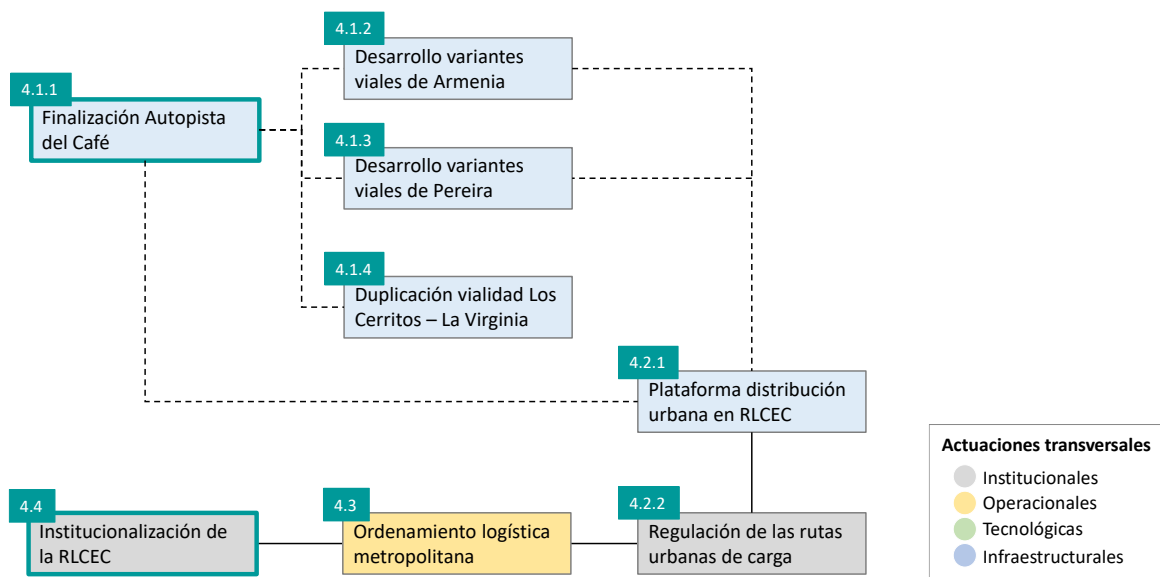 4.1.1
Finalización Autopista
del Café
4.1.2
Desarrollo variantes
viales de Armenia
4.1.3
Desarrollo variantes
viales de Pereira
4.1.4
Duplicación vialidad Los
Cerritos – La Virginia
4.2.1
Plataforma distribución
urbana en RLCEC
4.4
Institucionalización de
la RLCEC
4.3
Ordenamiento logística
metropolitana
4.2.2
Regulación de las rutas
urbanas de carga
Actuaciones transversales
Institucionales
Operacionales
Tecnológicas
Infraestructurales